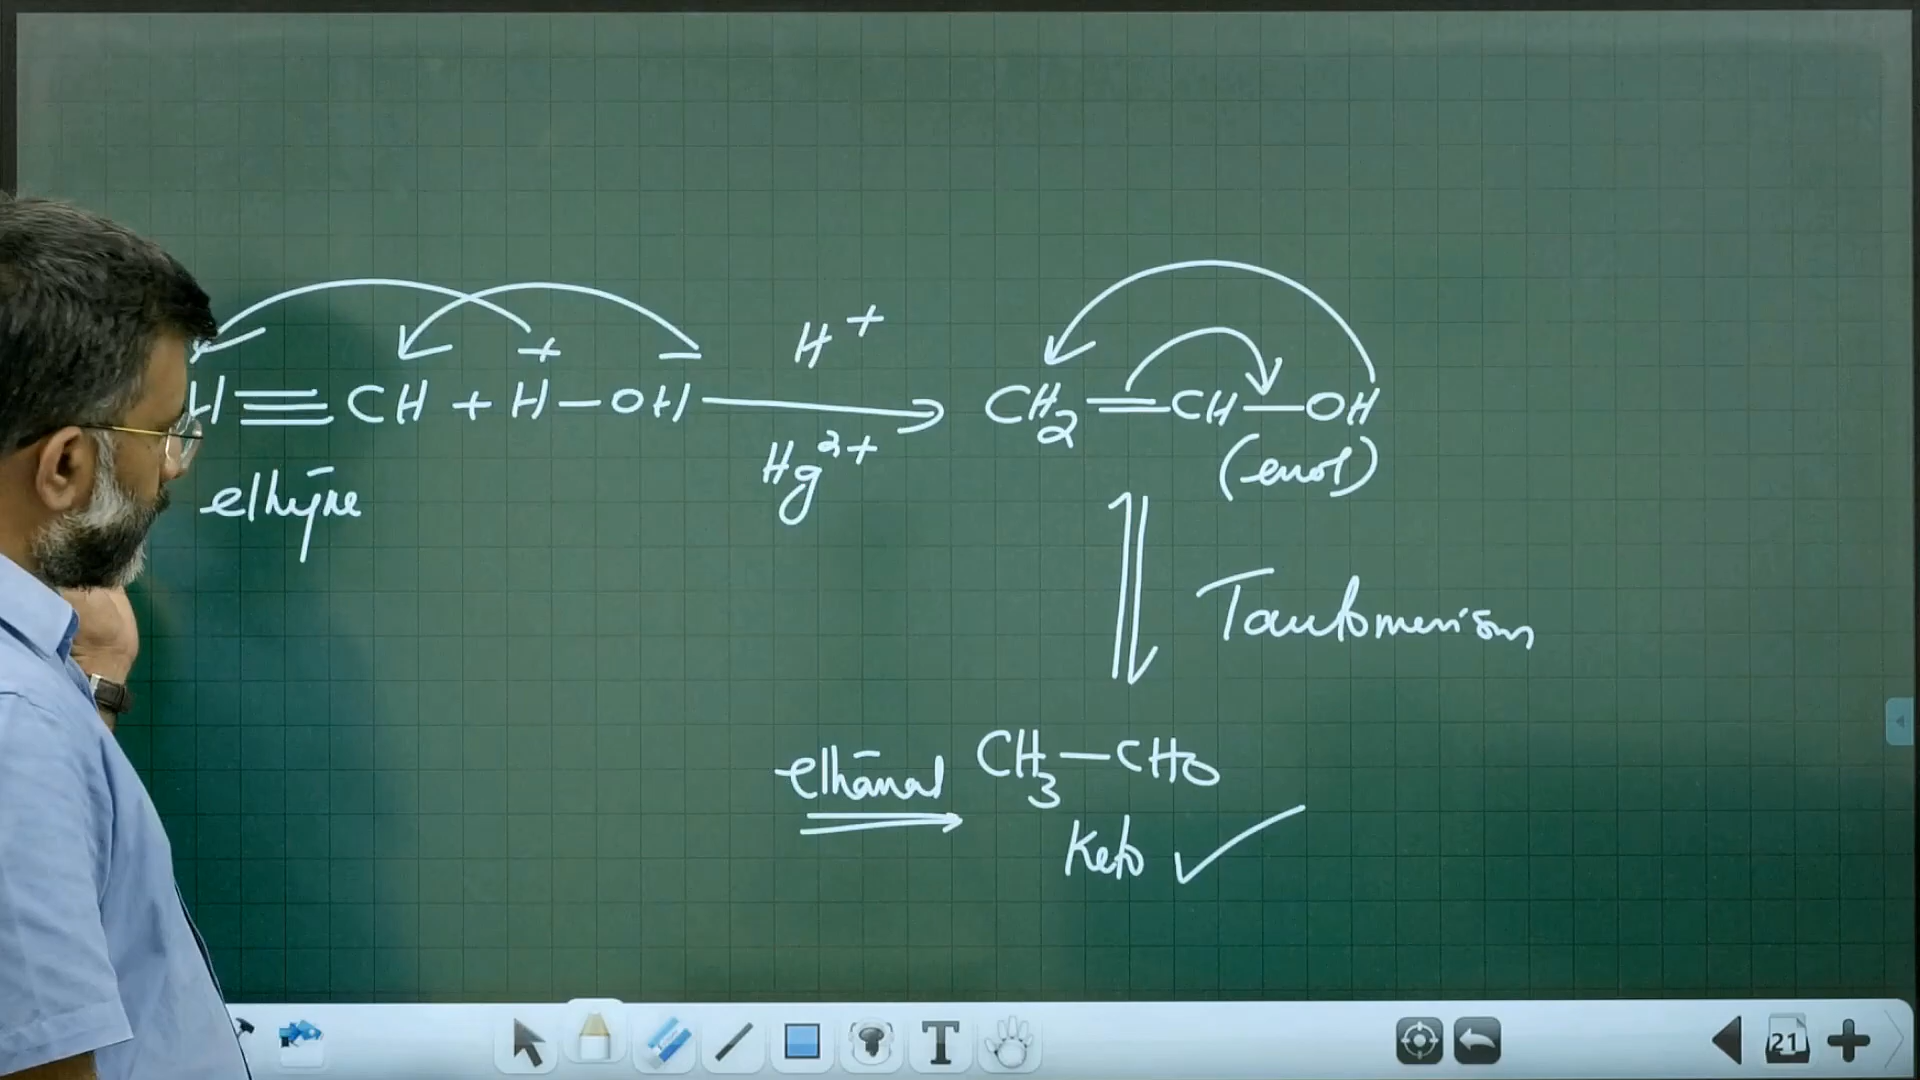 H≡CH + H—OH —H⁺/Hg²⁺→ CH₂=CH—OH
+ −
ethyne
(enol)
Tautomerism
ethanal CH₃—CHO
Keto ✓
T
21